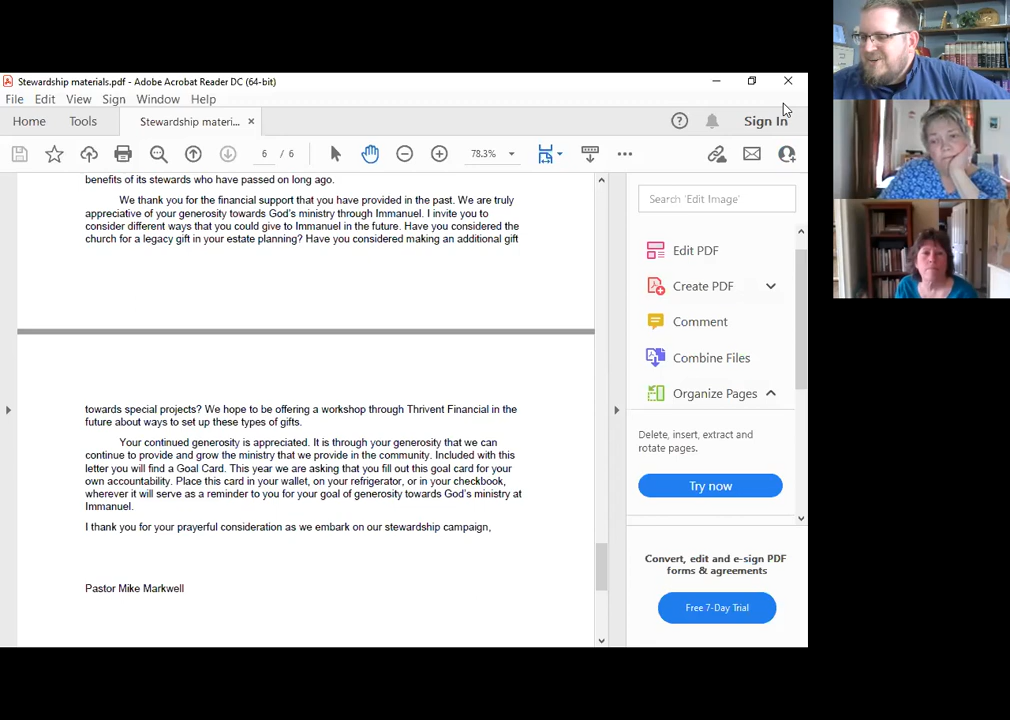 Stewardship materials.pdf - Adobe Acrobat Reader DC (64-bit)
File Edit View Sign Window Help
Home Tools Stewardship materi... × Sign In
6 / 6 78.3%
benefits of its stewards who have passed on long ago.
We thank you for the financial support that you have provided in the past. We are truly
appreciative of your generosity towards God's ministry through Immanuel. I invite you to
consider different ways that you could give to Immanuel in the future. Have you considered the
church for a legacy gift in your estate planning? Have you considered making an additional gift
towards special projects? We hope to be offering a workshop through Thrivent Financial in the
future about ways to set up these types of gifts.
Your continued generosity is appreciated. It is through your generosity that we can
continue to provide and grow the ministry that we provide in the community. Included with this
letter you will find a Goal Card. This year we are asking that you fill out this goal card for your
own accountability. Place this card in your wallet, on your refrigerator, or in your checkbook,
wherever it will serve as a reminder to you for your goal of generosity towards God's ministry at
Immanuel.
I thank you for your prayerful consideration as we embark on our stewardship campaign,
Pastor Mike Markwell
Search 'Edit Image'
Edit PDF
Create PDF
Comment
Combine Files
Organize Pages
Delete, insert, extract and
rotate pages.
Try now
Convert, edit and e-sign PDF
forms & agreements
Free 7-Day Trial